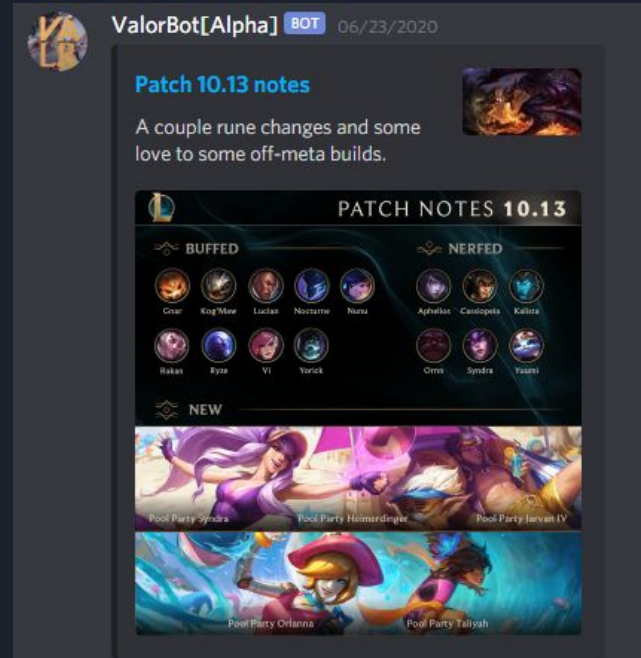 VA
LB
ValorBot[Alpha] BOT 06/23/2020
Patch 10.13 notes
A couple rune changes and some
love to some off-meta builds.
L
PATCH NOTES 10.13
BUFFED
Gnar Kog'Maw Lucian Nocturne Nunu
Rakan Ryze Vi Yorick
NERFED
Aphelios Cassiopeia Kalista
Ornn Syndra Yuumi
NEW
Pool Party Syndra Pool Party Heimerdinger Pool Party Jarvan IV
Pool Party Orianna Pool Party Taliyah